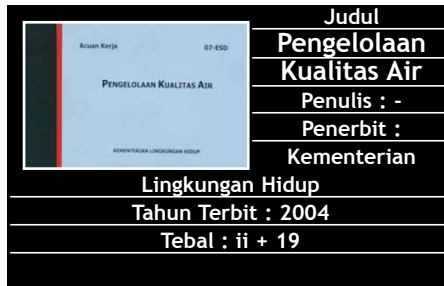 Acuan Kerja 07-ESD
PENGELOLAAN KUALITAS AIR
KEMENTERIAN LINGKUNGAN HIDUP
Judul
Pengelolaan
Kualitas Air
Penulis : -
Penerbit :
Kementerian
Lingkungan Hidup
Tahun Terbit : 2004
Tebal : ii + 19